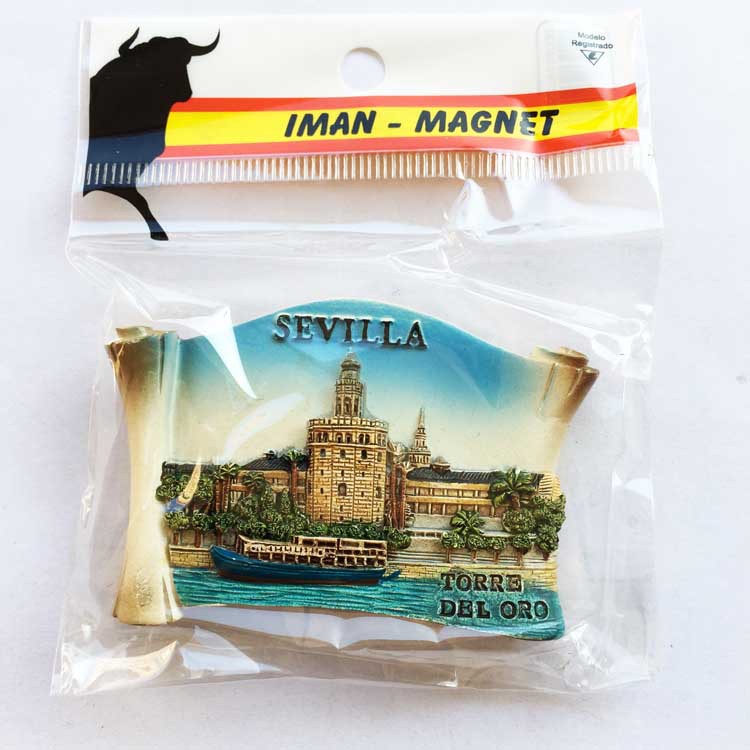 Modelo
Registrado
IMAN - MAGNET
SEVILLA
TORRE
DEL ORO